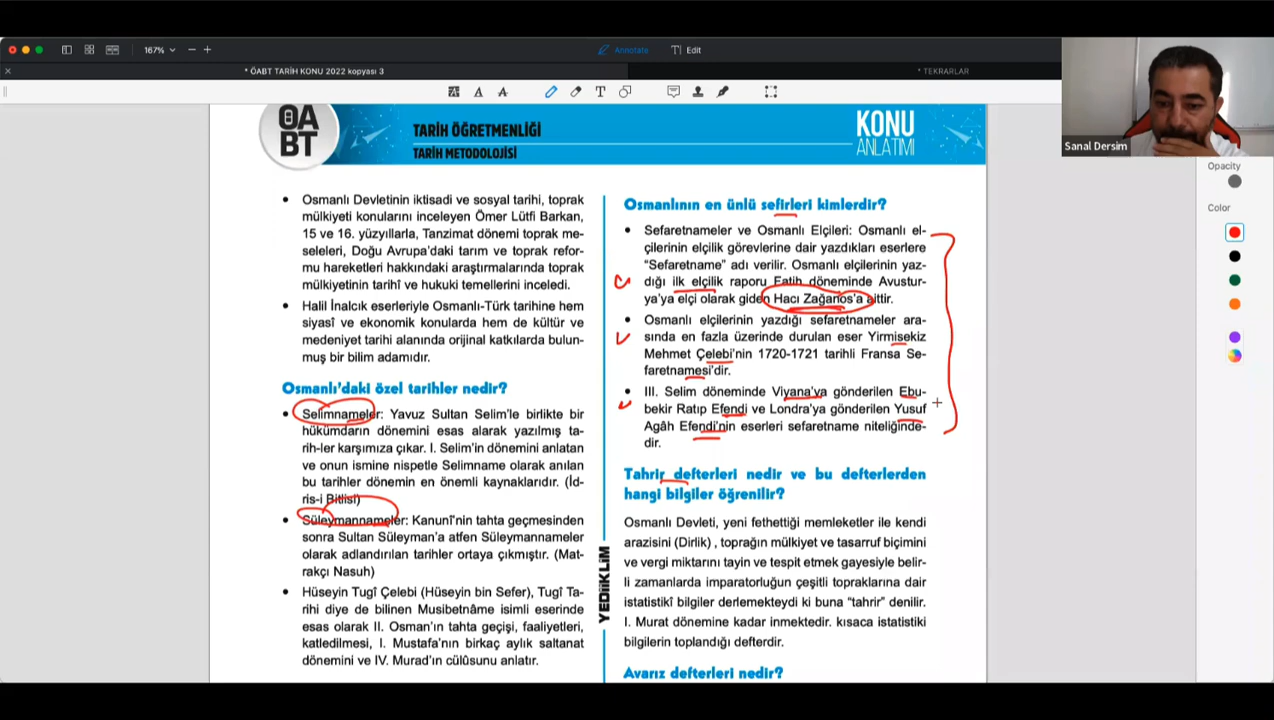 167%
Annotate
Edit
* ÖABT TARİH KONU 2022 kopyası 3
* TEKRARLAR
Sanal Dersim
Opacity
Color
ÖA
BT
TARİH ÖĞRETMENLİĞİ
TARİH METODOLOJİSİ
KONU
ANLATIMI
• Osmanlı Devletinin iktisadi ve sosyal tarihi, toprak
mülkiyeti konularını inceleyen Ömer Lütfi Barkan,
15 ve 16. yüzyıllarla, Tanzimat dönemi toprak me-
seleleri, Doğu Avrupa’daki tarım ve toprak refor-
mu hareketleri hakkındaki araştırmalarında toprak
mülkiyetinin tarihî ve hukuki temellerini inceledi.
• Halil İnalcık eserleriyle Osmanlı-Türk tarihine hem
siyasî ve ekonomik konularda hem de kültür ve
medeniyet tarihi alanında orijinal katkılarda bulun-
muş bir bilim adamıdır.
Osmanlı’daki özel tarihler nedir?
• Selimnameler: Yavuz Sultan Selim’le birlikte bir
hükümdarın dönemini esas alarak yazılmış ta-
rih-ler karşımıza çıkar. I. Selim’in dönemini anlatan
ve onun ismine nispetle Selimname olarak anılan
bu tarihler dönemin en önemli kaynaklarıdır. (İd-
ris-i Bitlisî)
• Süleymannameler: Kanunî’nin tahta geçmesinden
sonra Sultan Süleyman’a atfen Süleymannameler
olarak adlandırılan tarihler ortaya çıkmıştır. (Mat-
rakçı Nasuh)
• Hüseyin Tugî Çelebi (Hüseyin bin Sefer), Tugî Ta-
rihi diye de bilinen Musibetnâme isimli eserinde
esas olarak II. Osman’ın tahta geçişi, faaliyetleri,
katledilmesi, I. Mustafa’nın birkaç aylık saltanat
dönemini ve IV. Murad’ın cülûsunu anlatır.
YEDİİKLİM
Osmanlının en ünlü sefirleri kimlerdir?
• Sefaretnameler ve Osmanlı Elçileri: Osmanlı el-
çilerinin elçilik görevlerine dair yazdıkları eserlere
“Sefaretname” adı verilir. Osmanlı elçilerinin yaz-
dığı ilk elçilik raporu Fatih döneminde Avustur-
ya’ya elçi olarak giden Hacı Zağanos’a aittir.
• Osmanlı elçilerinin yazdığı sefaretnameler ara-
sında en fazla üzerinde durulan eser Yirmisekiz
Mehmet Çelebi’nin 1720-1721 tarihli Fransa Se-
faretnamesi’dir.
• III. Selim döneminde Viyana’ya gönderilen Ebu-
bekir Ratıp Efendi ve Londra’ya gönderilen Yusuf
Agâh Efendi’nin eserleri sefaretname niteliğinde-
dir.
Tahrir defterleri nedir ve bu defterlerden
hangi bilgiler öğrenilir?
Osmanlı Devleti, yeni fethettiği memleketler ile kendi
arazisini (Dirlik) , toprağın mülkiyet ve tasarruf biçimini
ve vergi miktarını tayin ve tespit etmek gayesiyle belir-
li zamanlarda imparatorluğun çeşitli topraklarına dair
istatistikî bilgiler derlemekteydi ki buna “tahrir” denilir.
I. Murat dönemine kadar inmektedir. kısaca istatistiki
bilgilerin toplandığı defterdir.
Avarız defterleri nedir?